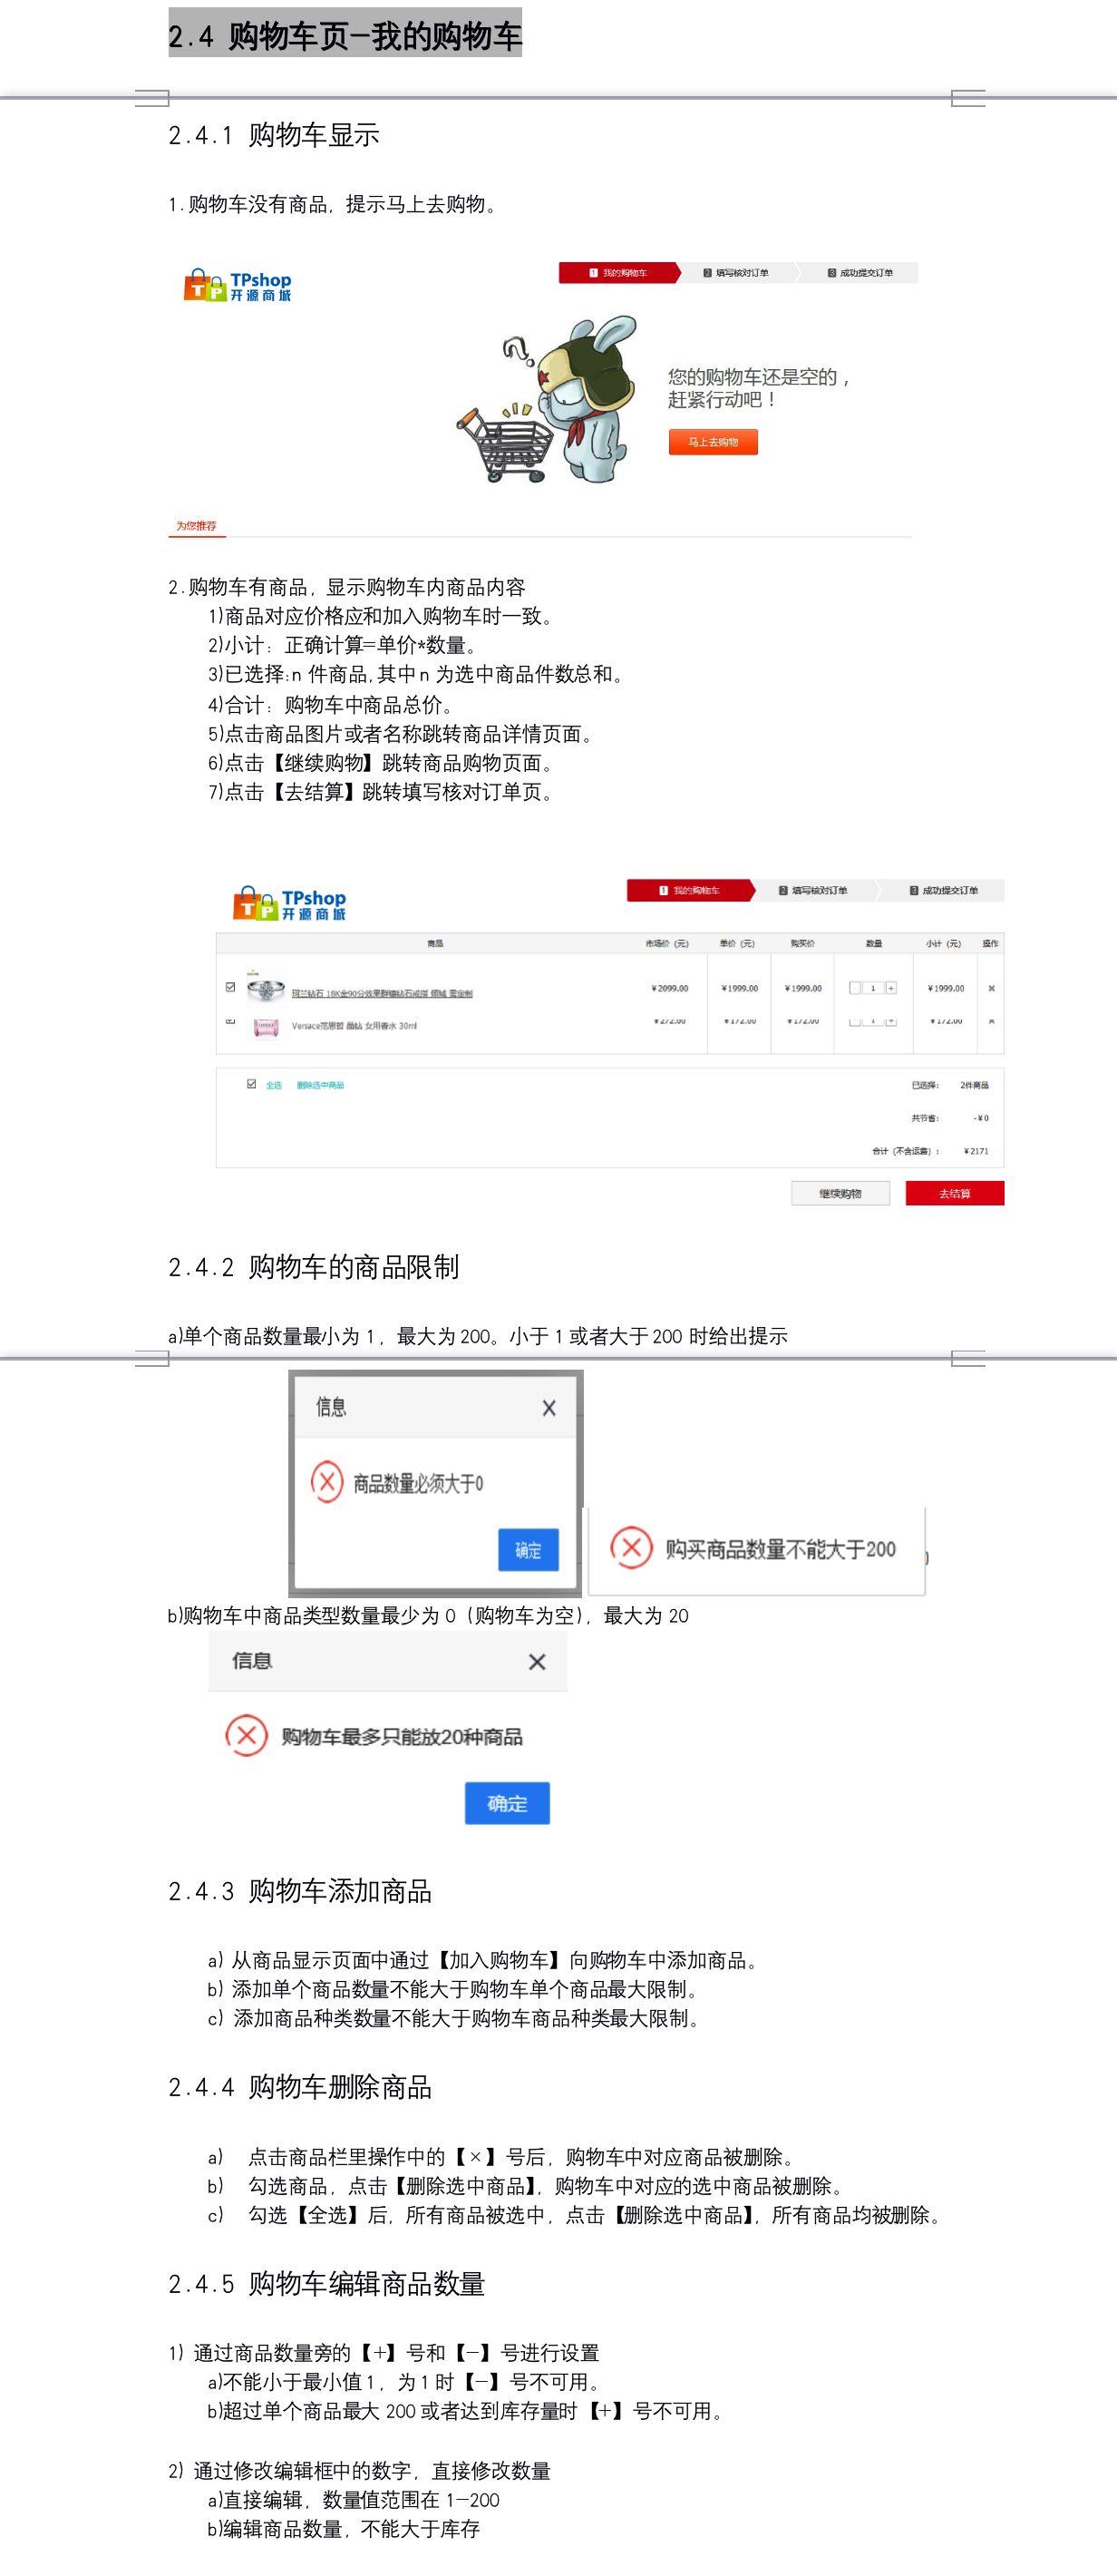 2.4 购物车页-我的购物车
2.4.1 购物车显示
1.购物车没有商品，提示马上去购物。
TPshop
开源商城
1 我的购物车 2 填写核对订单 3 成功提交订单
您的购物车还是空的，
赶紧行动吧！
马上去购物
为您推荐
2.购物车有商品，显示购物车内商品内容
1)商品对应价格应和加入购物车时一致。
2)小计：正确计算=单价*数量。
3)已选择:n 件商品,其中n 为选中商品件数总和。
4)合计：购物车中商品总价。
5)点击商品图片或者名称跳转商品详情页面。
6)点击【继续购物】跳转商品购物页面。
7)点击【去结算】跳转填写核对订单页。
TPshop
开源商城
1 我的购物车 2 填写核对订单 3 成功提交订单
商品 市场价（元） 单价（元） 购买价 数量 小计（元） 操作
珂兰钻石 18K金90分效果群镶钻石戒指 倾城 需定制 ¥2099.00 ¥1999.00 ¥1999.00 - 1 + ¥1999.00 ×
Versace范思哲 晶钻 女用香水 30ml ¥272.00 ¥172.00 ¥172.00 1 ¥172.00
全选 删除选中商品 已选择： 2件商品
共节省： -¥0
合计（不含运费）： ¥2171
继续购物 去结算
2.4.2 购物车的商品限制
a)单个商品数量最小为 1，最大为 200。小于 1 或者大于 200 时给出提示
信息 X
商品数量必须大于0
确定
购买商品数量不能大于200
b)购物车中商品类型数量最少为 0（购物车为空），最大为 20
信息 X
购物车最多只能放20种商品
确定
2.4.3 购物车添加商品
a) 从商品显示页面中通过【加入购物车】向购物车中添加商品。
b) 添加单个商品数量不能大于购物车单个商品最大限制。
c) 添加商品种类数量不能大于购物车商品种类最大限制。
2.4.4 购物车删除商品
a) 点击商品栏里操作中的【×】号后，购物车中对应商品被删除。
b) 勾选商品，点击【删除选中商品】，购物车中对应的选中商品被删除。
c) 勾选【全选】后，所有商品被选中，点击【删除选中商品】，所有商品均被删除。
2.4.5 购物车编辑商品数量
1) 通过商品数量旁的【+】号和【-】号进行设置
a)不能小于最小值 1，为 1 时【-】号不可用。
b)超过单个商品最大 200 或者达到库存量时【+】号不可用。
2) 通过修改编辑框中的数字，直接修改数量
a)直接编辑，数量值范围在 1-200
b)编辑商品数量，不能大于库存